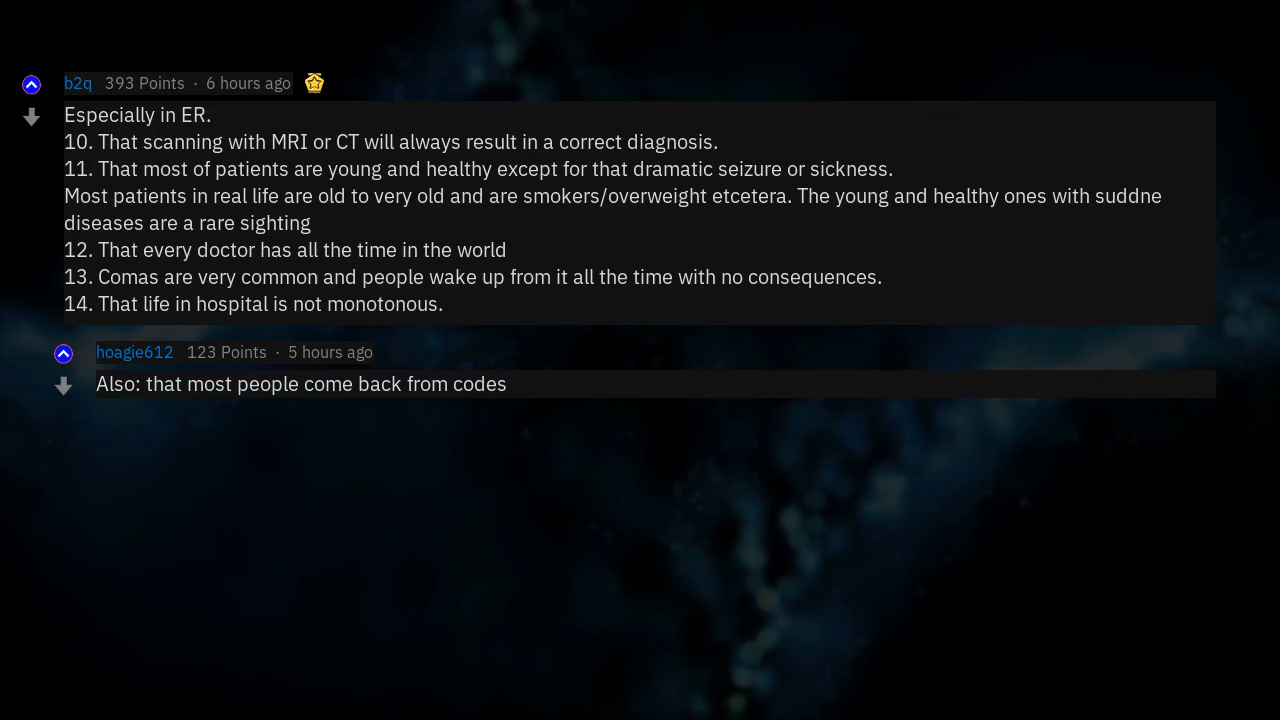 b2q 393 Points · 6 hours ago
Especially in ER.
10. That scanning with MRI or CT will always result in a correct diagnosis.
11. That most of patients are young and healthy except for that dramatic seizure or sickness.
Most patients in real life are old to very old and are smokers/overweight etcetera. The young and healthy ones with suddne
diseases are a rare sighting
12. That every doctor has all the time in the world
13. Comas are very common and people wake up from it all the time with no consequences.
14. That life in hospital is not monotonous.
hoagie612 123 Points · 5 hours ago
Also: that most people come back from codes